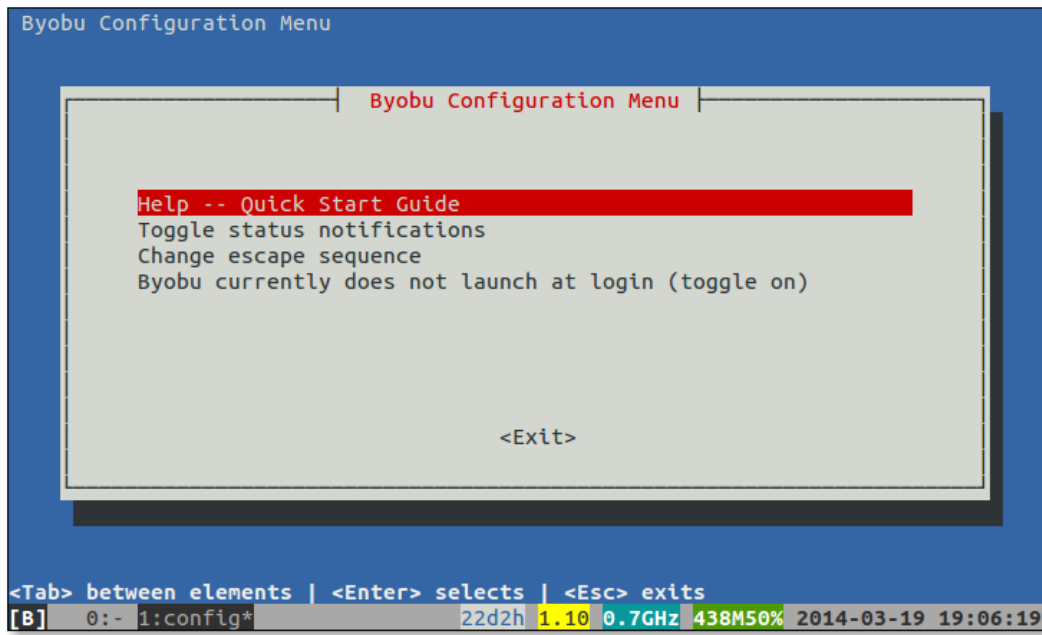 Byobu Configuration Menu
Byobu Configuration Menu
Help -- Quick Start Guide
Toggle status notifications
Change escape sequence
Byobu currently does not launch at login (toggle on)
<Exit>
<Tab> between elements | <Enter> selects | <Esc> exits
[B] 0:- 1:config* 22d2h 1.10 0.7GHz 438M50% 2014-03-19 19:06:19